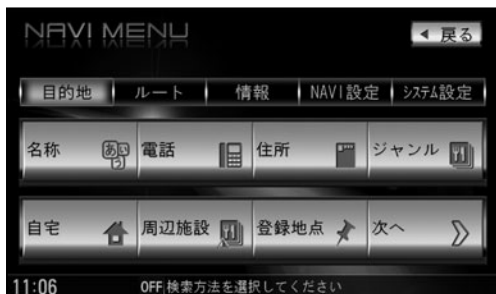 NAVI MENU
戻る
目的地 ルート 情報 NAVI設定 システム設定
名称 あいう 電話 住所 ジャンル
自宅 周辺施設 登録地点 次へ
11:06 OFF 検索方法を選択してください